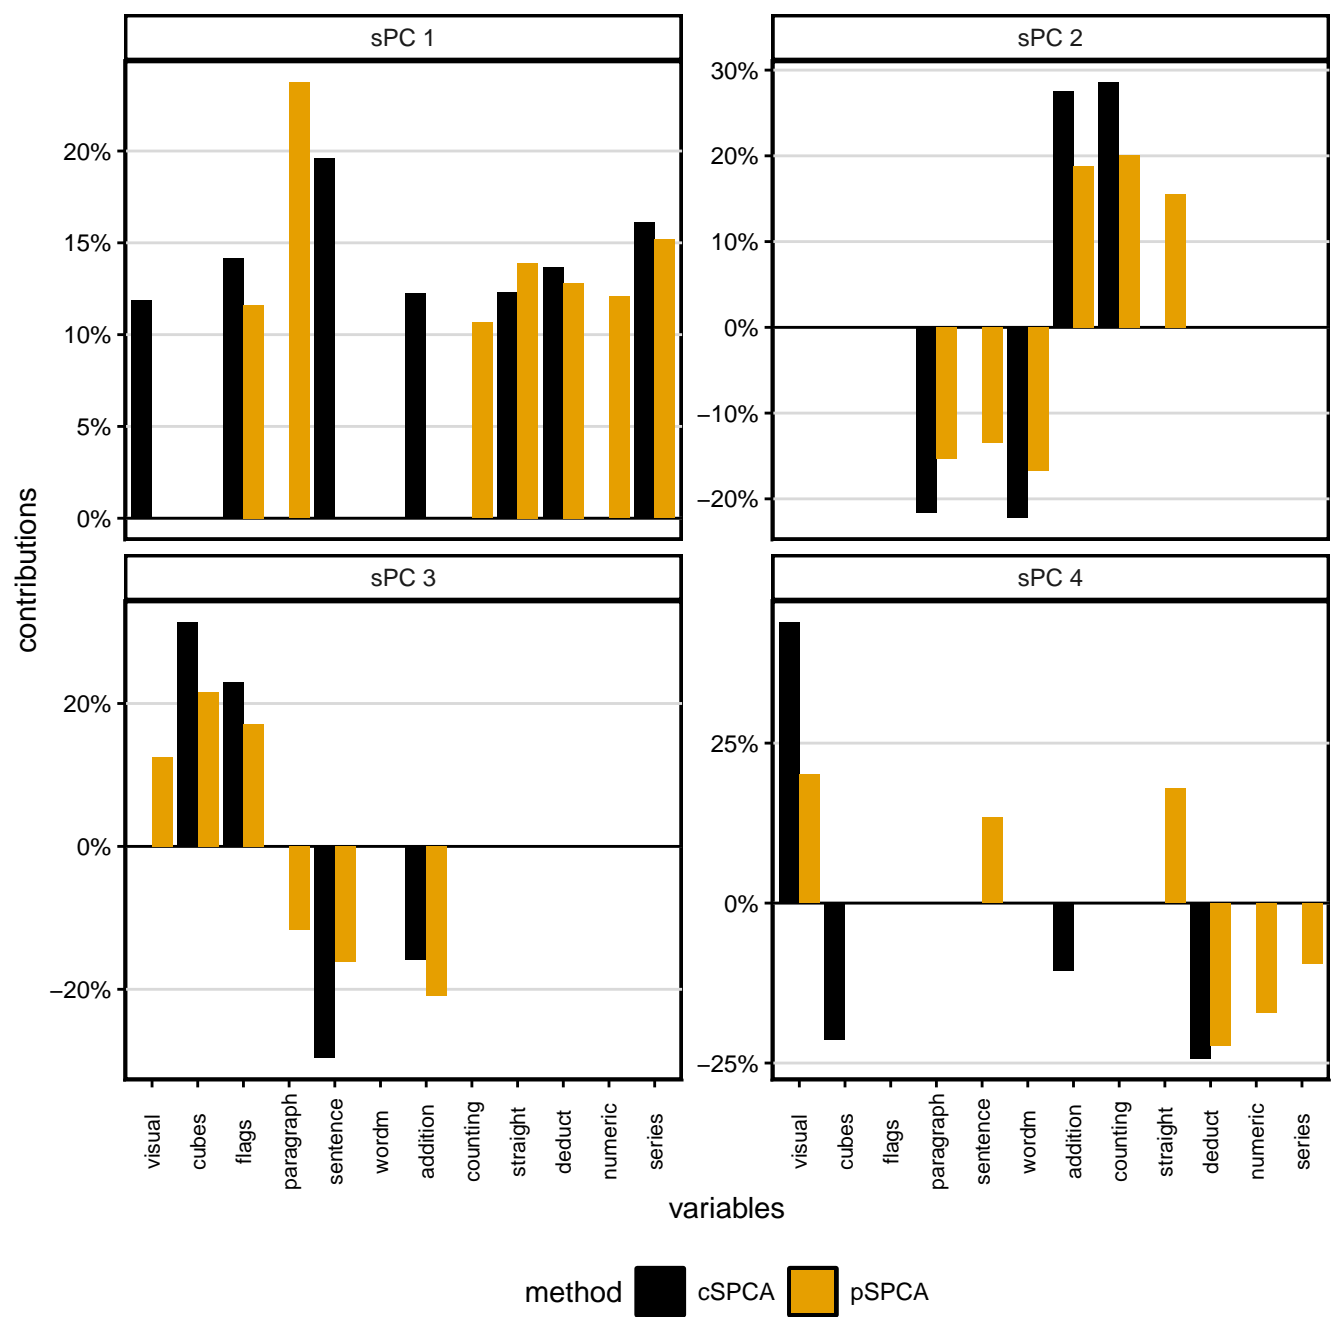 sPC 1
sPC 2
20%
15%
10%
5%
0%
30%
20%
10%
0%
−10%
−20%
contributions
sPC 3
sPC 4
20%
0%
−20%
25%
0%
−25%
visual
cubes
flags
paragraph
sentence
wordm
addition
counting
straight
deduct
numeric
series
visual
cubes
flags
paragraph
sentence
wordm
addition
counting
straight
deduct
numeric
series
variables
method cSPCA pSPCA